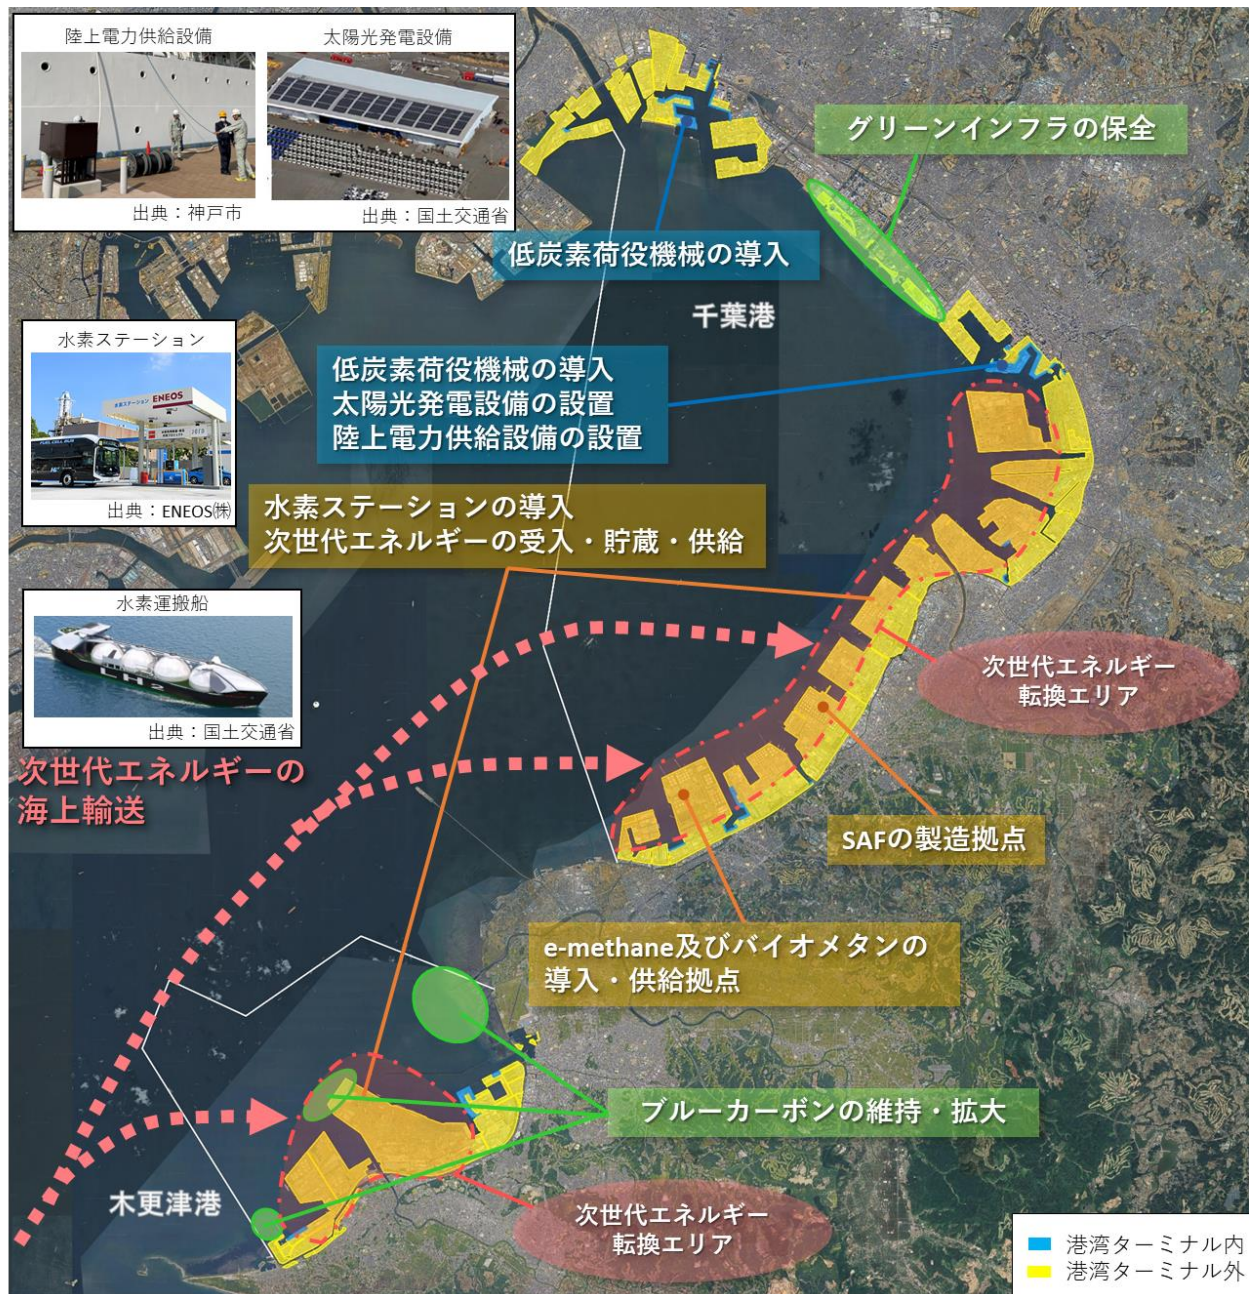 陸上電力供給設備
太陽光発電設備
出典：神戸市
出典：国土交通省
グリーンインフラの保全
低炭素荷役機械の導入
千葉港
水素ステーション
ENEOS
出典：ENEOS㈱
低炭素荷役機械の導入
太陽光発電設備の設置
陸上電力供給設備の設置
水素ステーションの導入
次世代エネルギーの受入・貯蔵・供給
水素運搬船
LH2
出典：国土交通省
次世代エネルギーの
海上輸送
次世代エネルギー
転換エリア
SAFの製造拠点
e-methane及びバイオメタンの
導入・供給拠点
ブルーカーボンの維持・拡大
木更津港
次世代エネルギー
転換エリア
港湾ターミナル内
港湾ターミナル外